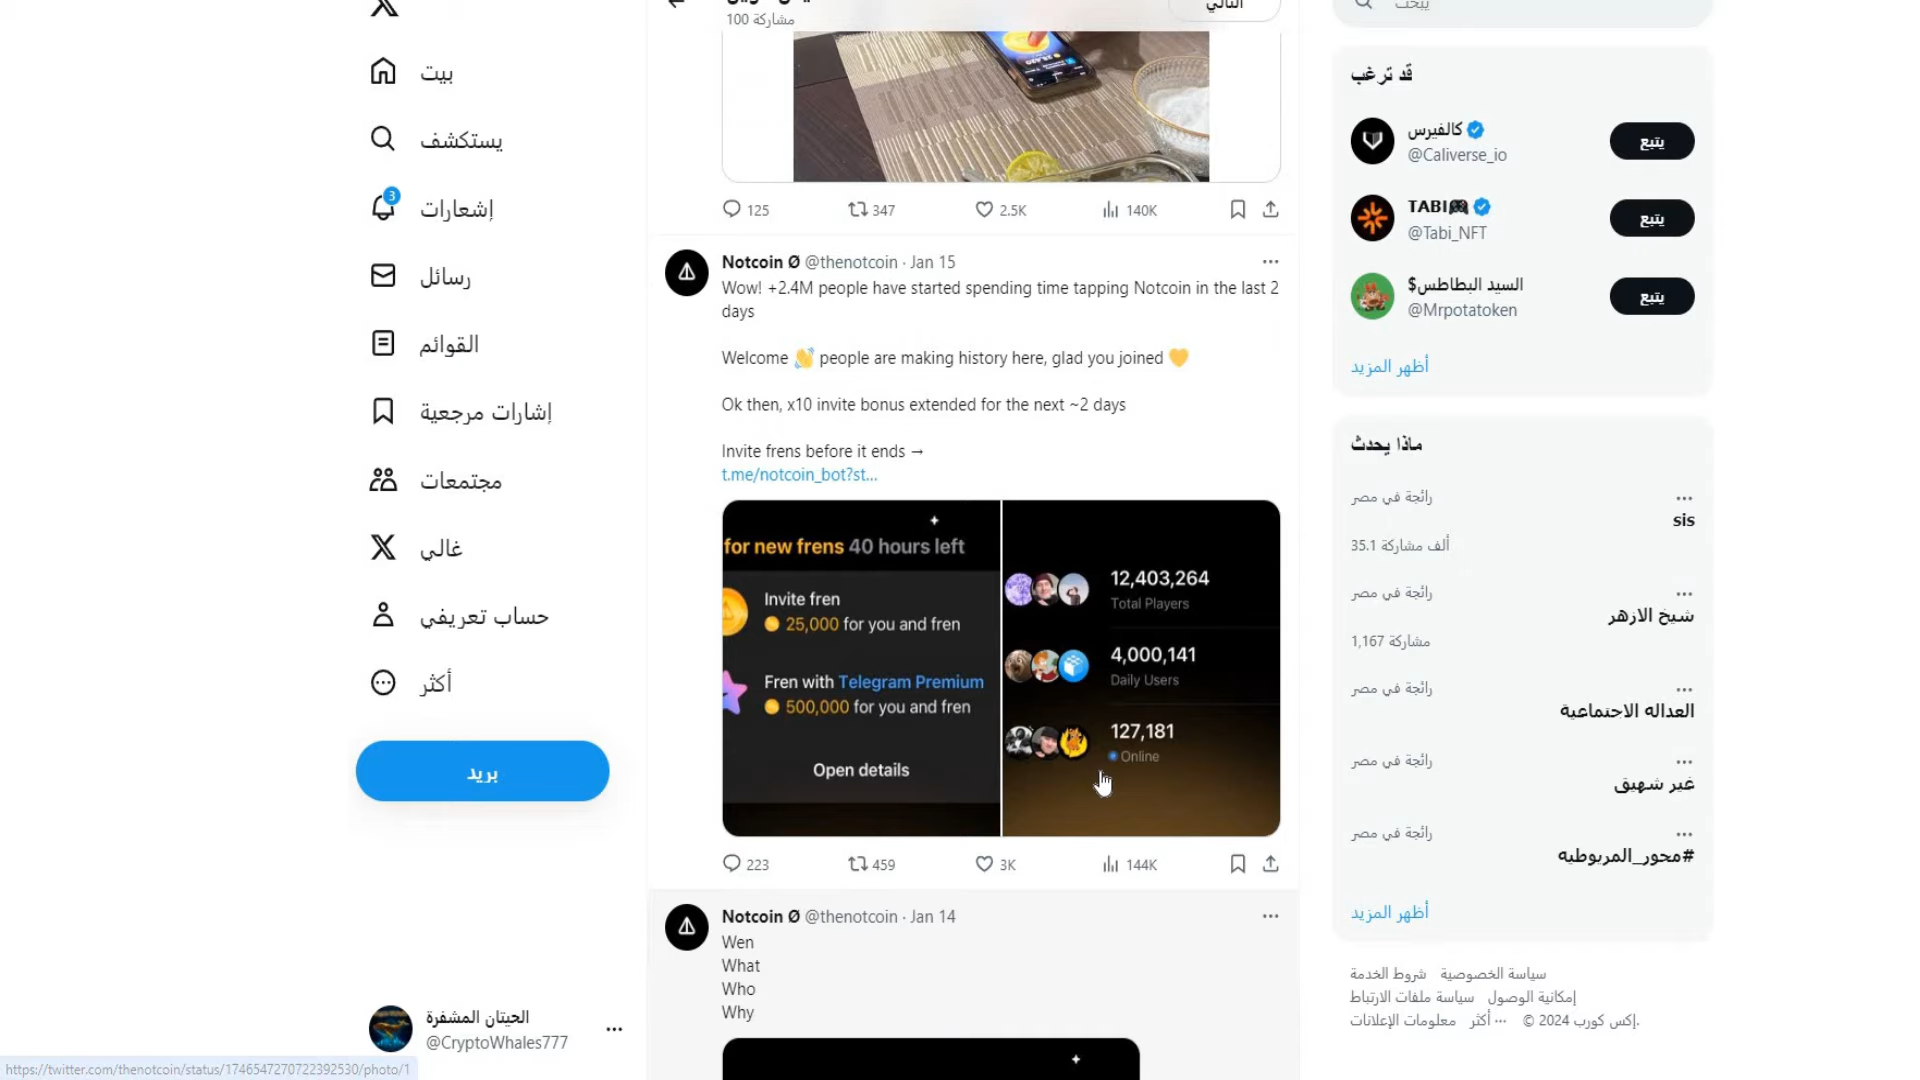 بيت
يستكشف
3
إشعارات
رسائل
القوائم
إشارات مرجعية
مجتمعات
غالي
حساب تعريفي
أكثر
بريد
الحيتان المشفرة
@CryptoWhales777
https://twitter.com/thenotcoin/status/1746547270722392530/photo/1
100 مشاركة
التالي
125
347
2.5K
140K
Notcoin Ø @thenotcoin · Jan 15
Wow! +2.4M people have started spending time tapping Notcoin in the last 2
days
Welcome 👋 people are making history here, glad you joined 💛
Ok then, x10 invite bonus extended for the next ~2 days
Invite frens before it ends →
t.me/notcoin_bot?st...
for new frens 40 hours left
Invite fren
25,000 for you and fren
Fren with Telegram Premium
500,000 for you and fren
Open details
12,403,264
Total Players
4,000,141
Daily Users
127,181
Online
223
459
3K
144K
Notcoin Ø @thenotcoin · Jan 14
Wen
What
Who
Why
يبحث
قد ترغب
كالفيرس
@Caliverse_io
يتبع
TABI🎮
@Tabi_NFT
يتبع
السيد البطاطس$
@Mrpotatoken
يتبع
أظهر المزيد
ماذا يحدث
رائجة في مصر
sis
35.1 ألف مشاركة
رائجة في مصر
شيخ الازهر
1,167 مشاركة
رائجة في مصر
العداله الاجتماعية
رائجة في مصر
غير شهيق
رائجة في مصر
#محور_المريوطيه
أظهر المزيد
شروط الخدمة سياسة الخصوصية
سياسة ملفات الارتباط إمكانية الوصول
معلومات الإعلانات أكثر ··· © 2024 إكس كورب.